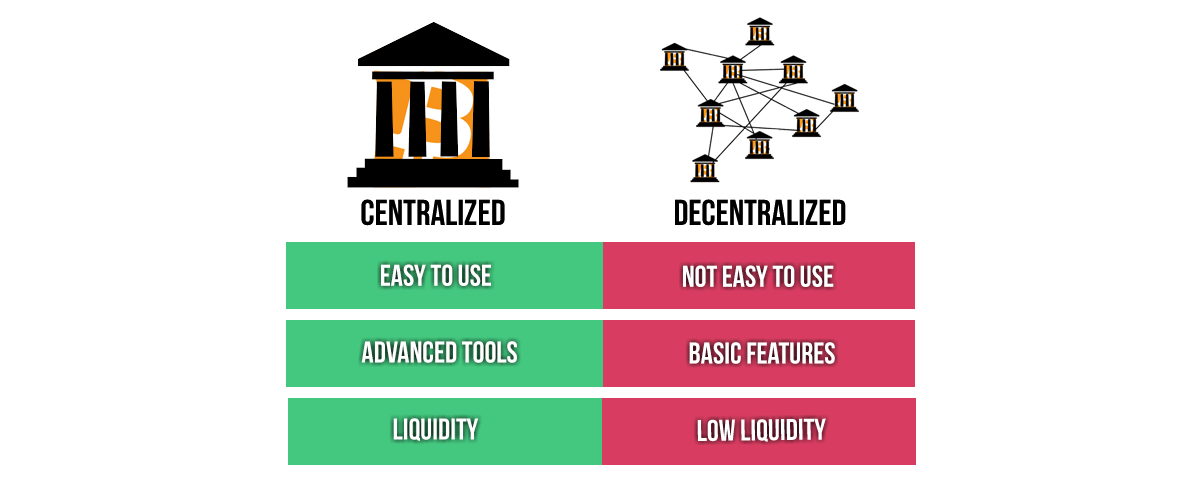 CENTRALIZED
DECENTRALIZED
EASY TO USE
NOT EASY TO USE
ADVANCED TOOLS
BASIC FEATURES
LIQUIDITY
LOW LIQUIDITY